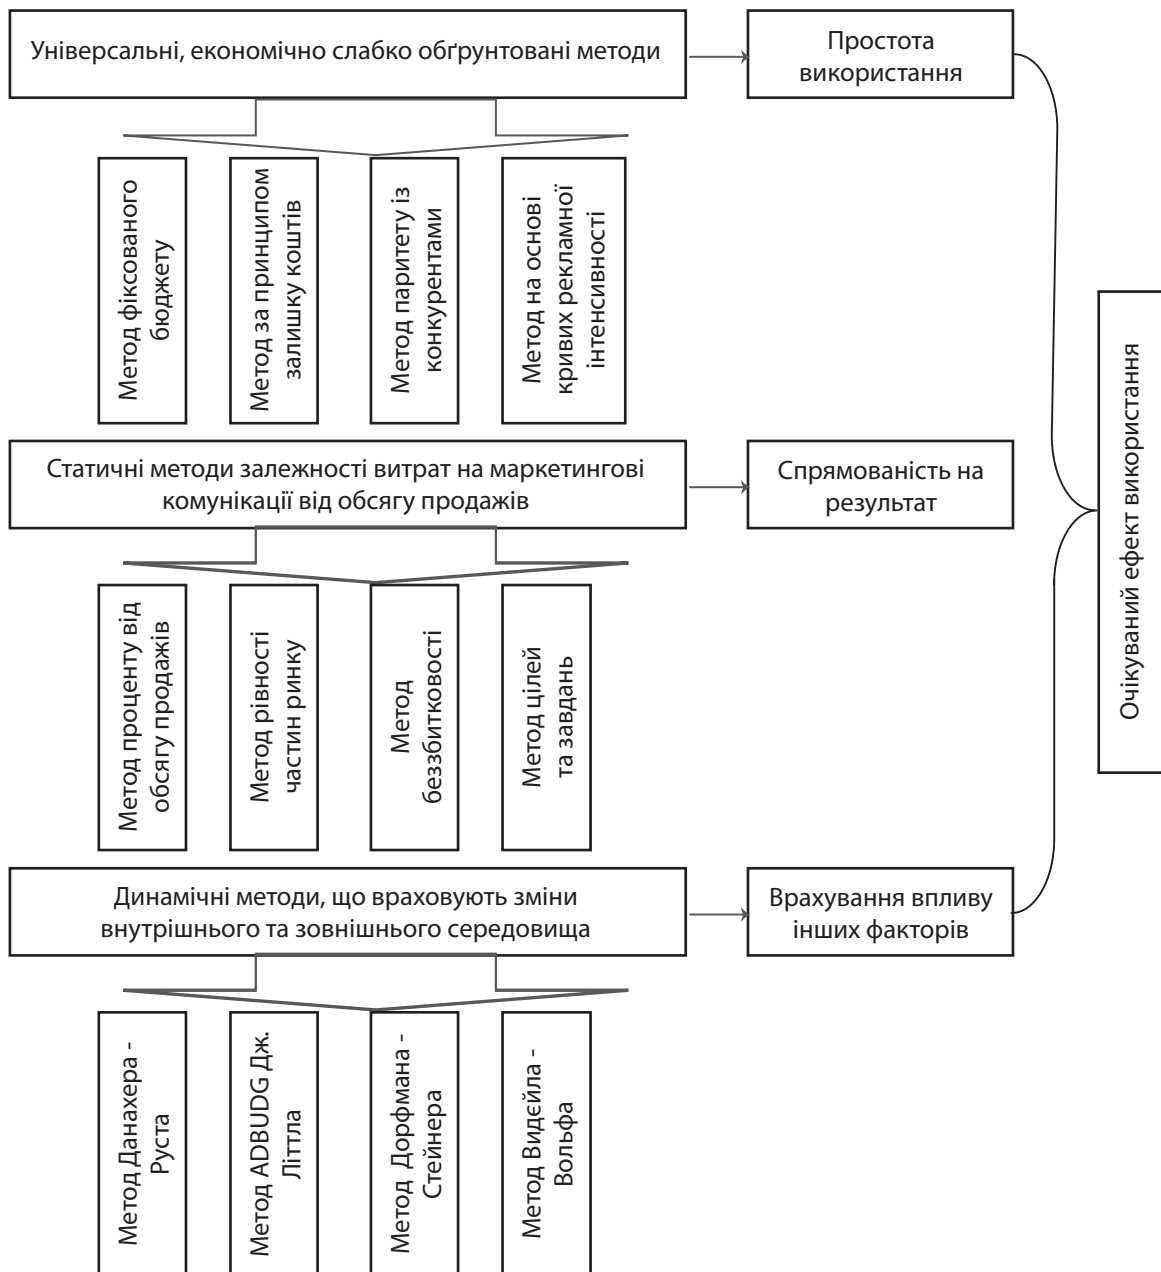 Універсальні, економічно слабко обґрунтовані методи
Простота
використання
Метод фіксованого
бюджету
Метод за принципом
залишку коштів
Метод паритету із
конкурентами
Метод на основі
кривих рекламної
інтенсивності
Статичні методи залежності витрат на маркетингові
комунікації від обсягу продажів
Спрямованість на
результат
Метод проценту від
обсягу продажів
Метод рівності
частин ринку
Метод
беззбитковості
Метод цілей
та завдань
Динамічні методи, що враховують зміни
внутрішнього та зовнішнього середовища
Врахування впливу
інших факторів
Метод Данахера -
Руста
Метод ADBUDG Дж.
Літтла
Метод Дорфмана -
Стейнера
Метод Видєйла -
Вольфа
Очікуваний ефект використання